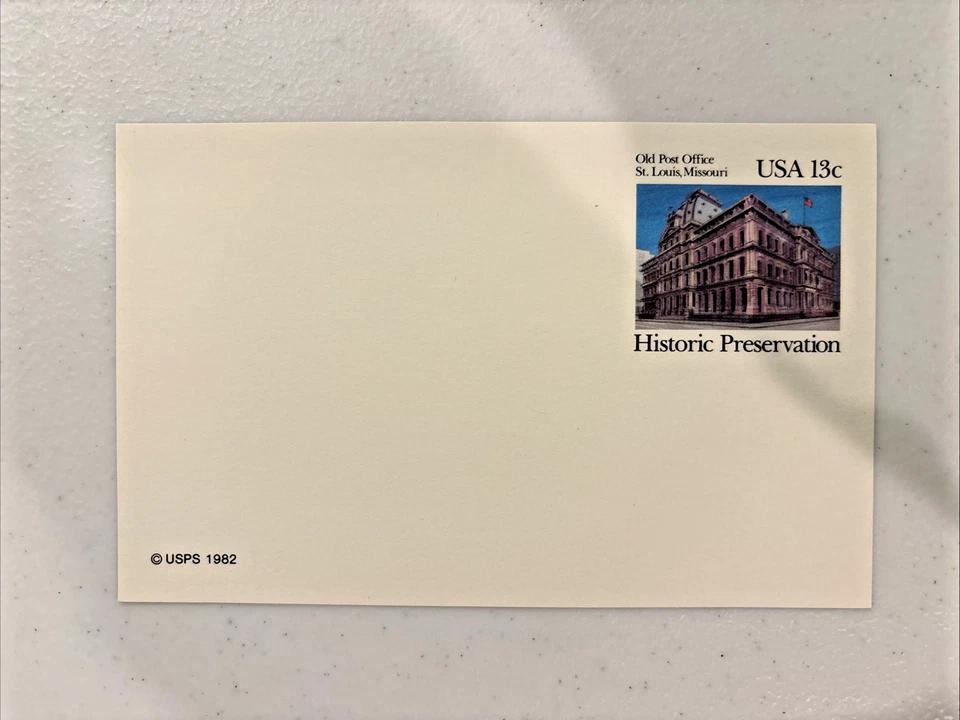 Old Post Office
St. Louis, Missouri
USA 13c
Historic Preservation
© USPS 1982